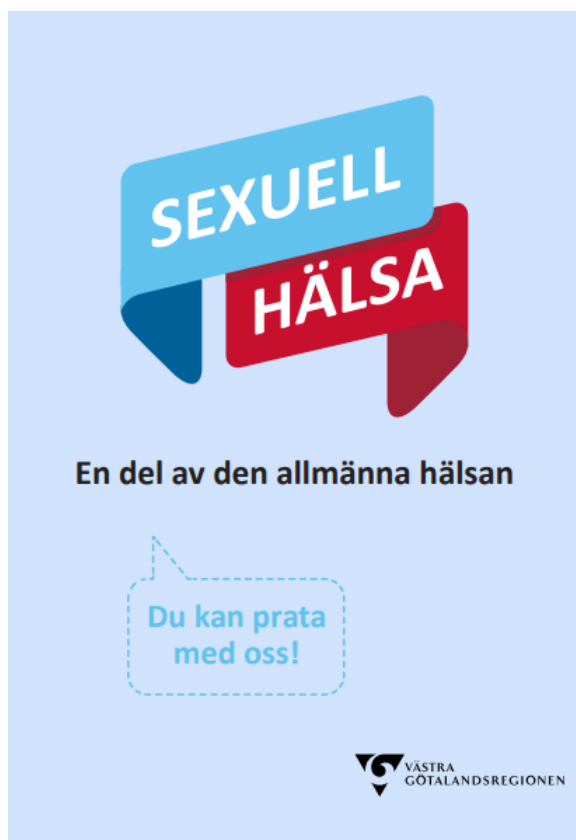 SEXUELL
HÄLSA
En del av den allmänna hälsan
Du kan prata
med oss!
VÄSTRA
GÖTALANDSREGIONEN